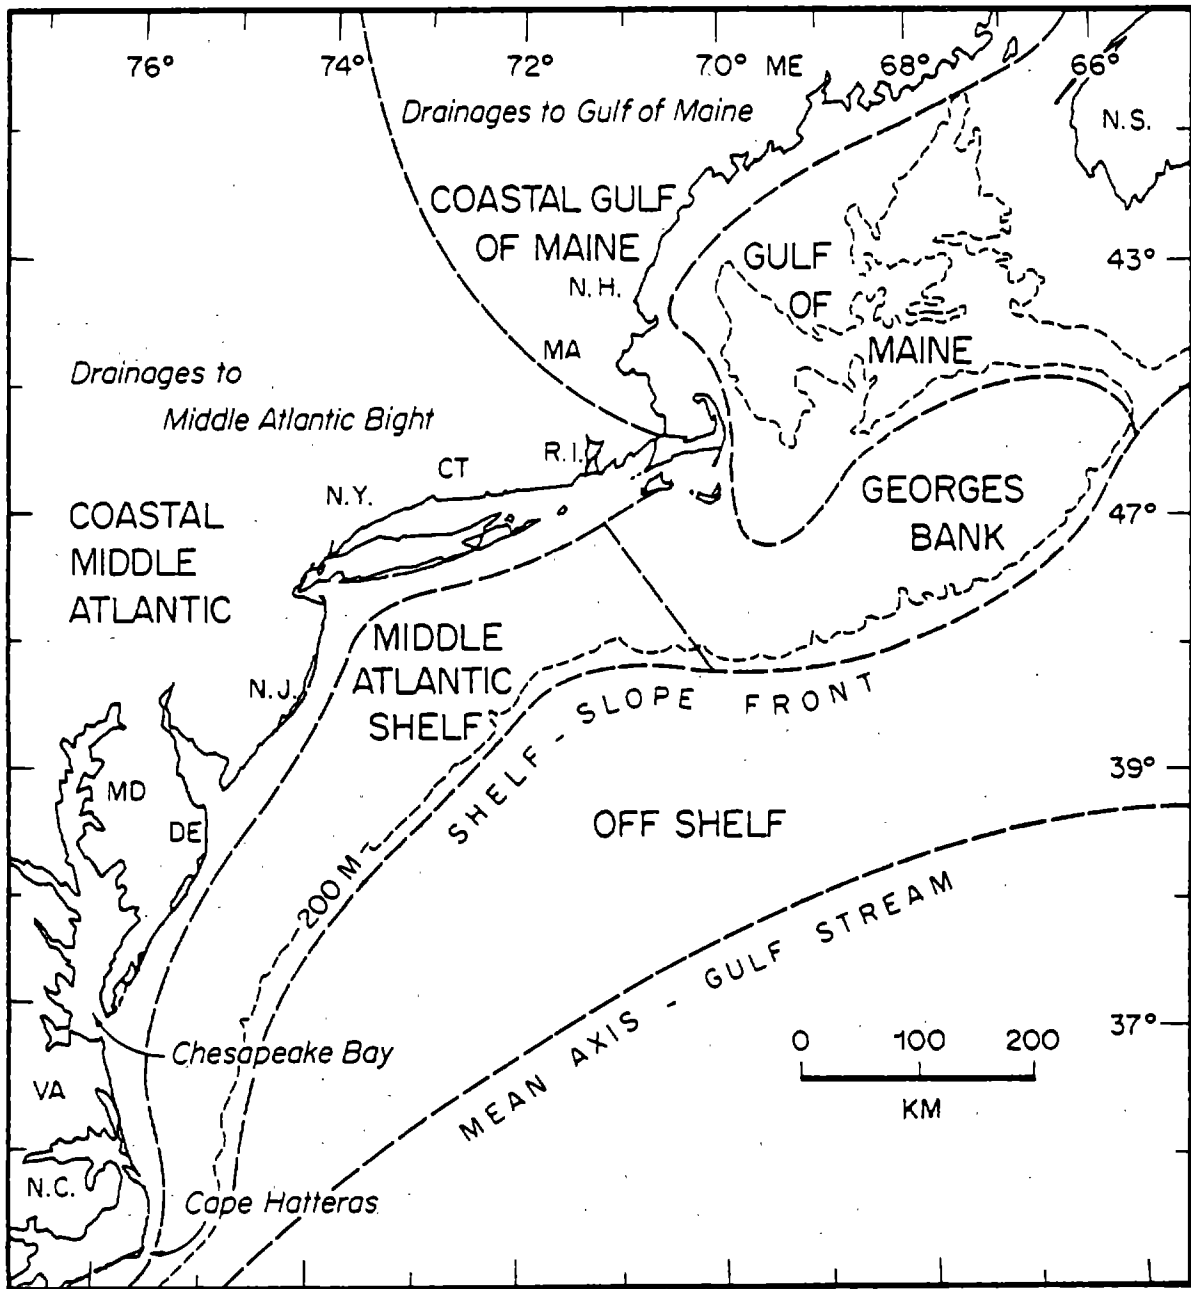 76° 74° 72° 70° ME 68° 66°
Drainages to Gulf of Maine
N.S.
COASTAL GULF
OF MAINE
N.H.
GULF
OF
MAINE
43°
MA
Drainages to
Middle Atlantic Bight
R.I.
CT
N.Y.
GEORGES
BANK
47°
COASTAL
MIDDLE
ATLANTIC
MIDDLE
ATLANTIC
SHELF
N.J.
SHELF - SLOPE FRONT
39°
MD
DE
OFF SHELF
200 M
MEAN AXIS - GULF STREAM
37°
0 100 200
KM
Chesapeake Bay
VA
N.C.
Cape Hatteras